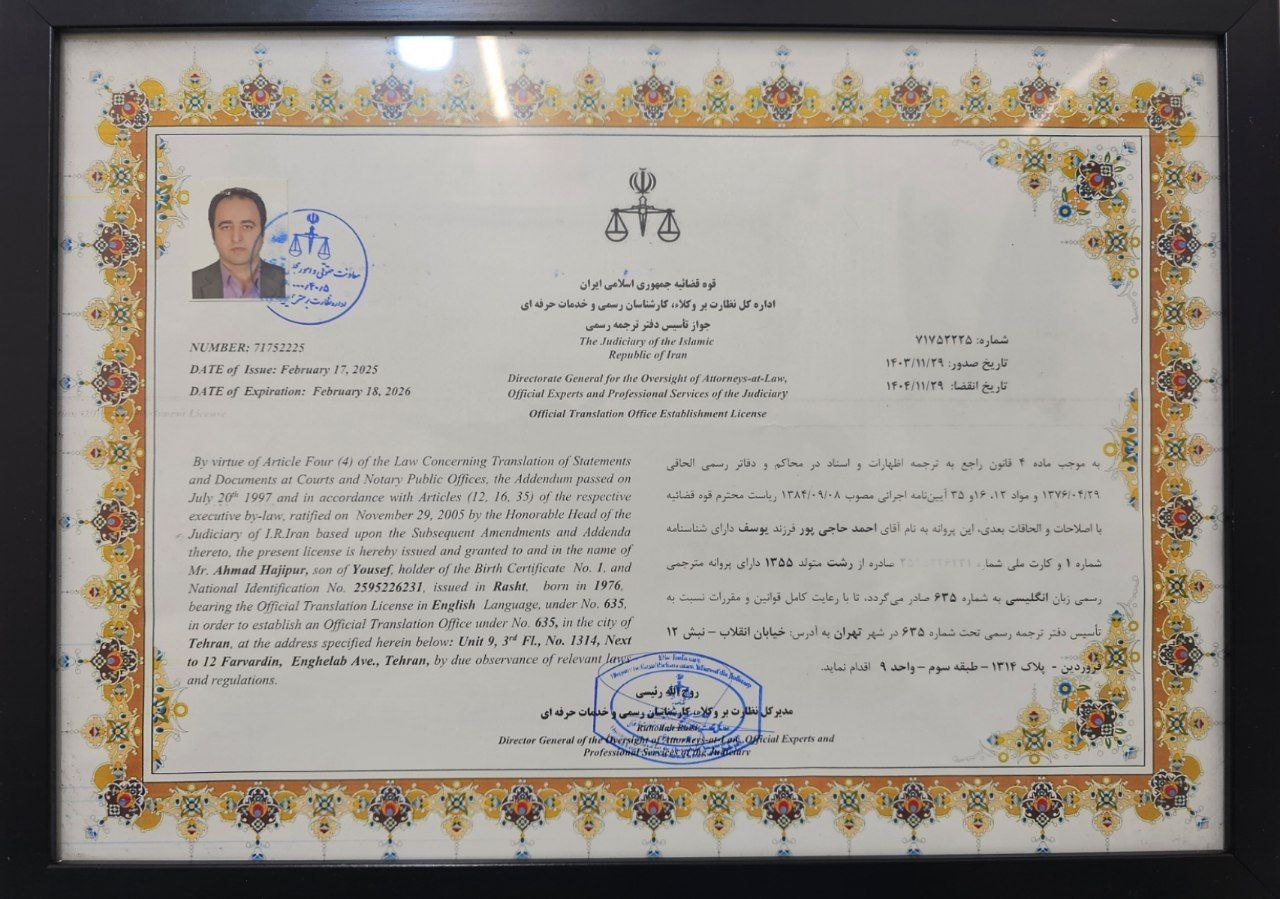 معاونت حقوقی و امور
قوه قضائیه جمهوری اسلامی ایران
اداره کل نظارت بر وکلاء، کارشناسان رسمی و خدمات حرفه ای
جواز تأسیس دفتر ترجمه رسمی
The Judiciary of the Islamic
Republic of Iran
Directorate General for the Oversight of Attorneys-at-Law,
Official Experts and Professional Services of the Judiciary
Official Translation Office Establishment License
NUMBER: 71752225
DATE of Issue: February 17, 2025
DATE of Expiration: February 18, 2026
شماره: ۷۱۷۵۲۲۲۵
تاریخ صدور: ۱۴۰۳/۱۱/۲۹
تاریخ انقضا: ۱۴۰۴/۱۱/۲۹
By virtue of Article Four (4) of the Law Concerning Translation of Statements
and Documents at Courts and Notary Public Offices, the Addendum passed on
July 20th 1997 and in accordance with Articles (12, 16, 35) of the respective
executive by-law, ratified on November 29, 2005 by the Honorable Head of the
Judiciary of I.R.Iran based upon the Subsequent Amendments and Addenda
thereto, the present license is hereby issued and granted to and in the name of
Mr. Ahmad Hajipur, son of Yousef, holder of the Birth Certificate No. 1, and
National Identification No. 2595226231, issued in Rasht, born in 1976,
bearing the Official Translation License in English Language, under No. 635,
in order to establish an Official Translation Office under No. 635, in the city of
Tehran, at the address specified herein below: Unit 9, 3rd Fl., No. 1314, Next
to 12 Farvardin, Enghelab Ave., Tehran, by due observance of relevant laws
and regulations.
به موجب ماده ۴ قانون راجع به ترجمه اظهارات و اسناد در محاکم و دفاتر رسمی الحاقی
۱۳۷۶/۰۴/۲۹ و مواد ۱۲، ۱۶و ۳۵ آیین‌نامه اجرائی مصوب ۱۳۸۴/۰۹/۰۸ ریاست محترم قوه قضائیه
با اصلاحات و الحاقات بعدی، این پروانه به نام آقای احمد حاجی پور فرزند یوسف دارای شناسنامه
شماره ۱ و کارت ملی شماره صادره از رشت متولد ۱۳۵۵ دارای پروانه مترجمی
رسمی زبان انگلیسی به شماره ۶۳۵ صادر می‌گردد، تا با رعایت کامل قوانین و مقررات نسبت به
تأسیس دفتر ترجمه رسمی تحت شماره ۶۳۵ در شهر تهران به آدرس: خیابان انقلاب – نبش ۱۲
فروردین - پلاک ۱۳۱۴ – طبقه سوم – واحد ۹ اقدام نماید.
روح الله رئیسی
مدیر کل نظارت بر وکلاء، کارشناسان رسمی و خدمات حرفه ای
Director General of the Oversight of Attorneys-at-Law, Official Experts and
Professional Services of the Judiciary